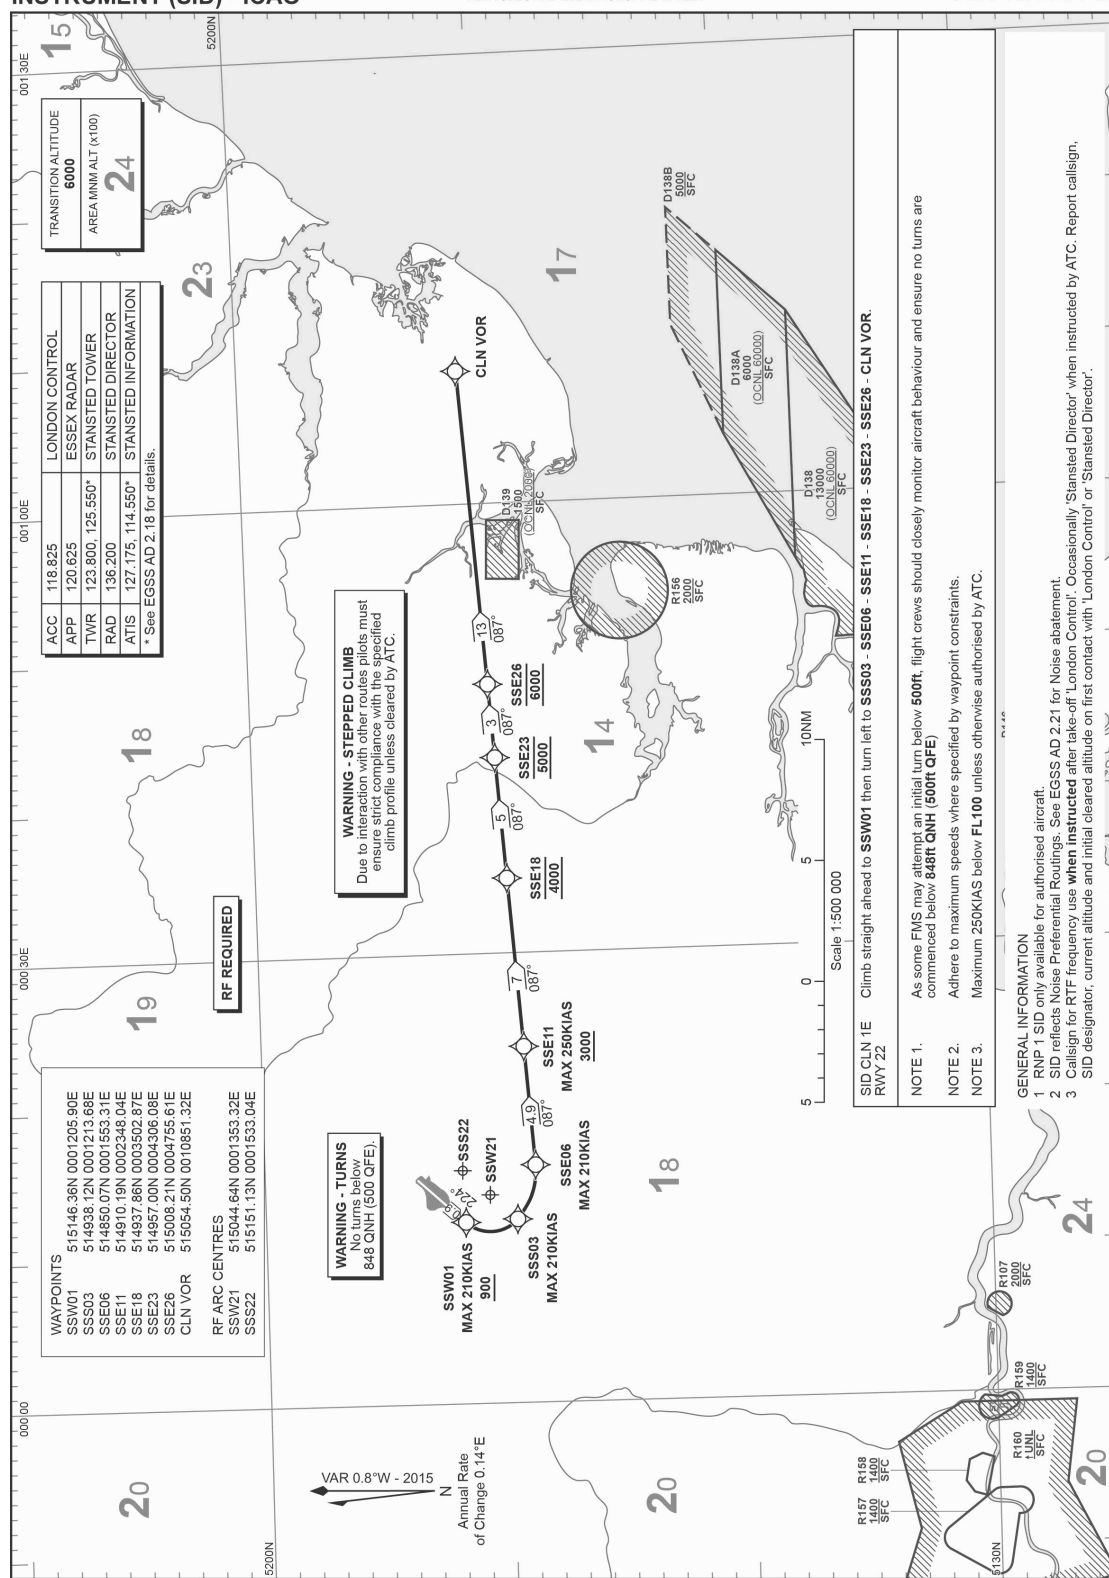 INSTRUMENT (SID) - ICAO
WAYPOINTS
SSW01 515146.36N 0001205.90E
SSS03 514938.12N 0001213.68E
SSE06 514850.07N 0001553.31E
SSE11 514910.19N 0002348.04E
SSE18 514937.86N 0003502.87E
SSE23 514957.00N 0004306.08E
SSE26 515008.21N 0004755.61E
CLN VOR 515054.50N 0010851.32E
RF ARC CENTRES
SSW21 515044.64N 0001353.32E
SSS22 515151.13N 0001533.04E
RF REQUIRED
ACC 118.825 LONDON CONTROL
APP 120.625 ESSEX RADAR
TWR 123.800, 125.550* STANSTED TOWER
RAD 136.200 STANSTED DIRECTOR
ATIS 127.175, 114.550* STANSTED INFORMATION
* See EGSS AD 2.18 for details.
TRANSITION ALTITUDE
6000
AREA MNM ALT (x100)
24
00000
00030E
00100E
00130E
5200N
5200N
5130N
20
19
18
23
15
VAR 0.8°W - 2015
N
Annual Rate
of Change 0.14°E
WARNING - TURNS
No turns below
848 QNH (500 QFE).
WARNING - STEPPED CLIMB
Due to interaction with other routes pilots must
ensure strict compliance with the specified
climb profile unless cleared by ATC.
SSW01
MAX 210KIAS
900
0.9
224°
SSS22
SSW21
SSS03
MAX 210KIAS
SSE06
MAX 210KIAS
4.9
087°
SSE11
MAX 250KIAS
3000
7
087°
SSE18
4000
5
087°
SSE23
5000
3
087°
SSE26
6000
13
087°
CLN VOR
D139
1500
(OCNL 2000)
SFC
17
14
18
20
R156
2000
SFC
D138B
5000
SFC
D138A
6000
(OCNL 60000)
SFC
D138
13000
(OCNL 60000)
SFC
R157
1400
SFC
R158
1400
SFC
R160
↑UNL
SFC
R159
1400
SFC
R107
2000
SFC
24
20
5 0 5 10NM
Scale 1:500 000
SID CLN 1E Climb straight ahead to SSW01 then turn left to SSS03 - SSE06 -SSE11 - SSE18 - SSE23 - SSE26 - CLN VOR.
RWY 22
NOTE 1. As some FMS may attempt an initial turn below 500ft, flight crews should closely monitor aircraft behaviour and ensure no turns are
commenced below 848ft QNH (500ft QFE)
NOTE 2. Adhere to maximum speeds where specified by waypoint constraints.
NOTE 3. Maximum 250KIAS below FL100 unless otherwise authorised by ATC.
GENERAL INFORMATION
1 RNP 1 SID only available for authorised aircraft.
2 SID reflects Noise Preferential Routings. See EGSS AD 2.21 for Noise abatement.
3 Callsign for RTF frequency use when instructed after take-off 'London Control'. Occasionally 'Stansted Director' when instructed by ATC. Report callsign,
SID designator, current altitude and initial cleared altitude on first contact with 'London Control' or 'Stansted Director'.